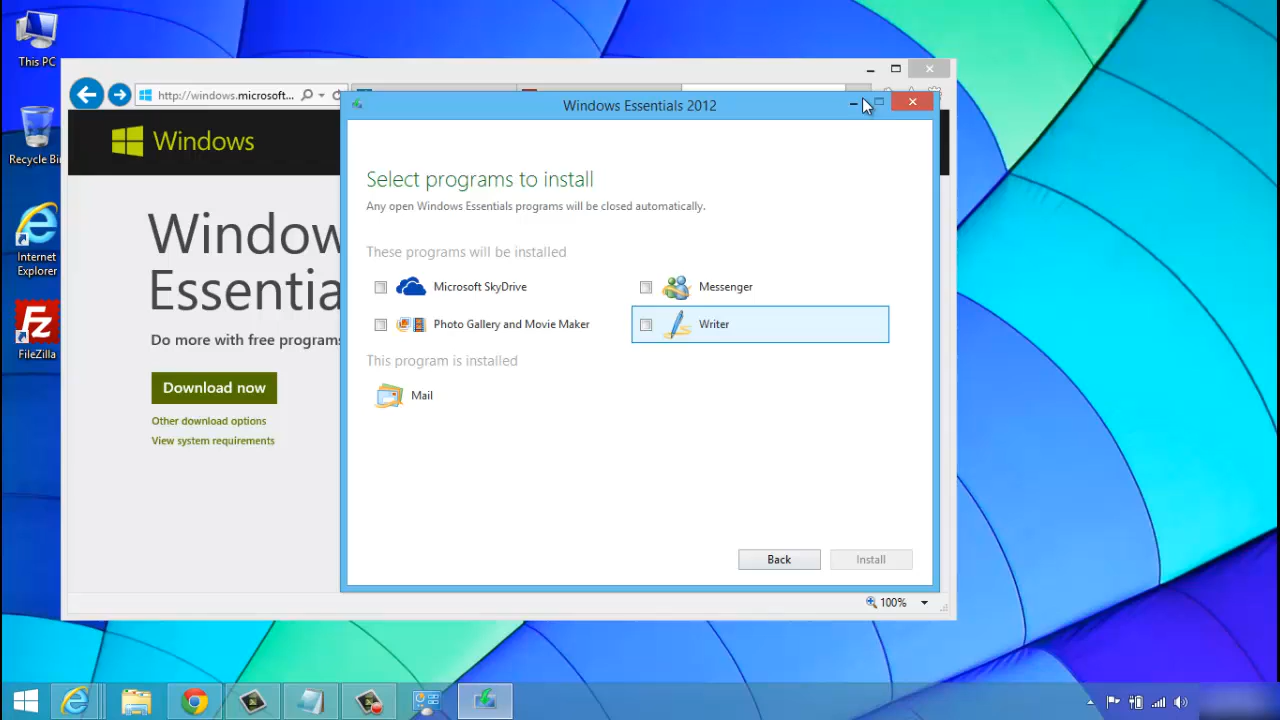 This PC
Recycle Bin
Internet
Explorer
FileZilla
http://windows.microsoft...
Windows
Window
Essentia
Do more with free programs
Download now
Other download options
View system requirements
Windows Essentials 2012
Select programs to install
Any open Windows Essentials programs will be closed automatically.
These programs will be installed
Microsoft SkyDrive
Messenger
Photo Gallery and Movie Maker
Writer
This program is installed
Mail
Back
Install
100%